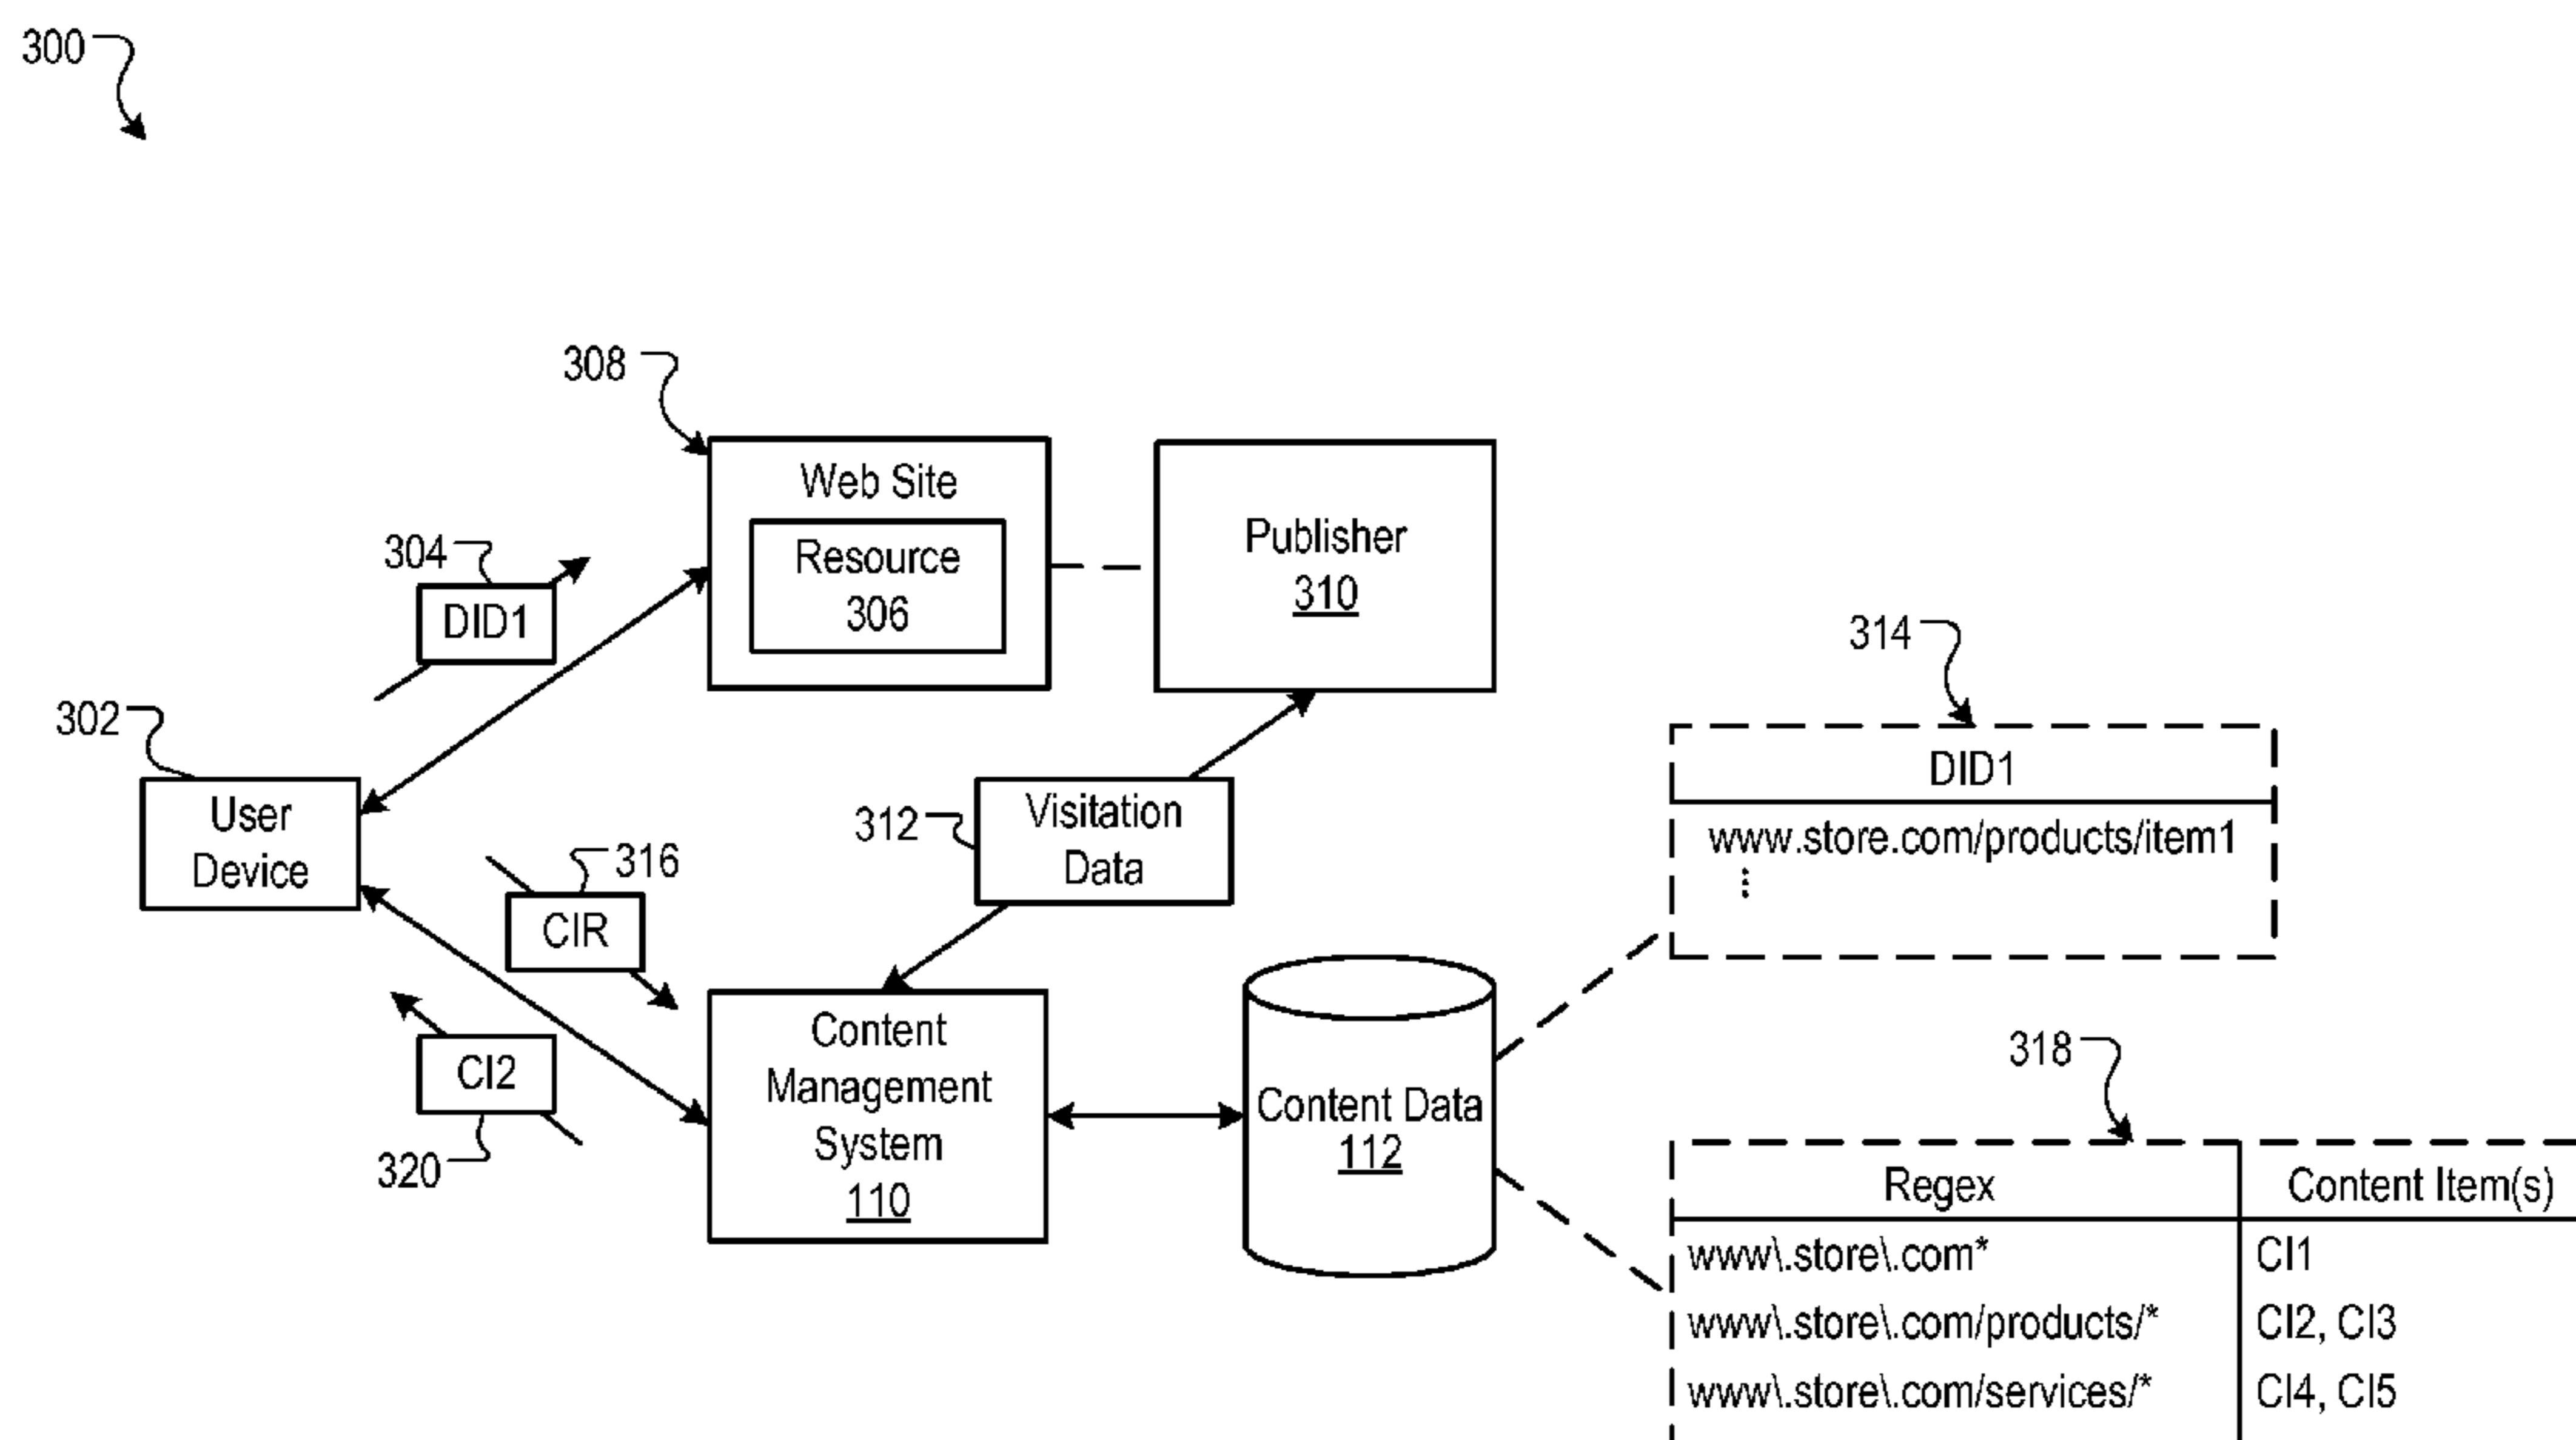 300
308
Web Site
Resource
306
Publisher
310
304
DID1
314
DID1
www.store.com/products/item1
302
User
Device
312
Visitation
Data
316
CIR
CI2
320
Content
Management
System
110
Content Data
112
318
Regex Content Item(s)
www\.store\.com* CI1
www\.store\.com/products/* CI2, CI3
www\.store\.com/services/* CI4, CI5